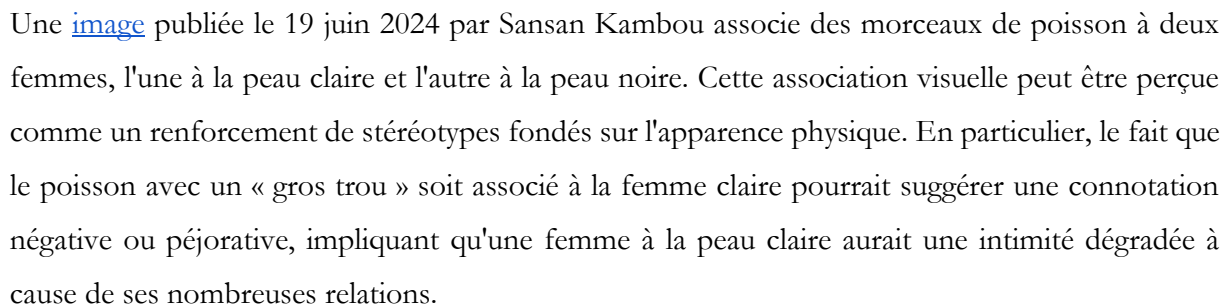 Une image publiée le 19 juin 2024 par Sansan Kambou associe des morceaux de poisson à deux
femmes, l'une à la peau claire et l'autre à la peau noire. Cette association visuelle peut être perçue
comme un renforcement de stéréotypes fondés sur l'apparence physique. En particulier, le fait que
le poisson avec un « gros trou » soit associé à la femme claire pourrait suggérer une connotation
négative ou péjorative, impliquant qu'une femme à la peau claire aurait une intimité dégradée à
cause de ses nombreuses relations.